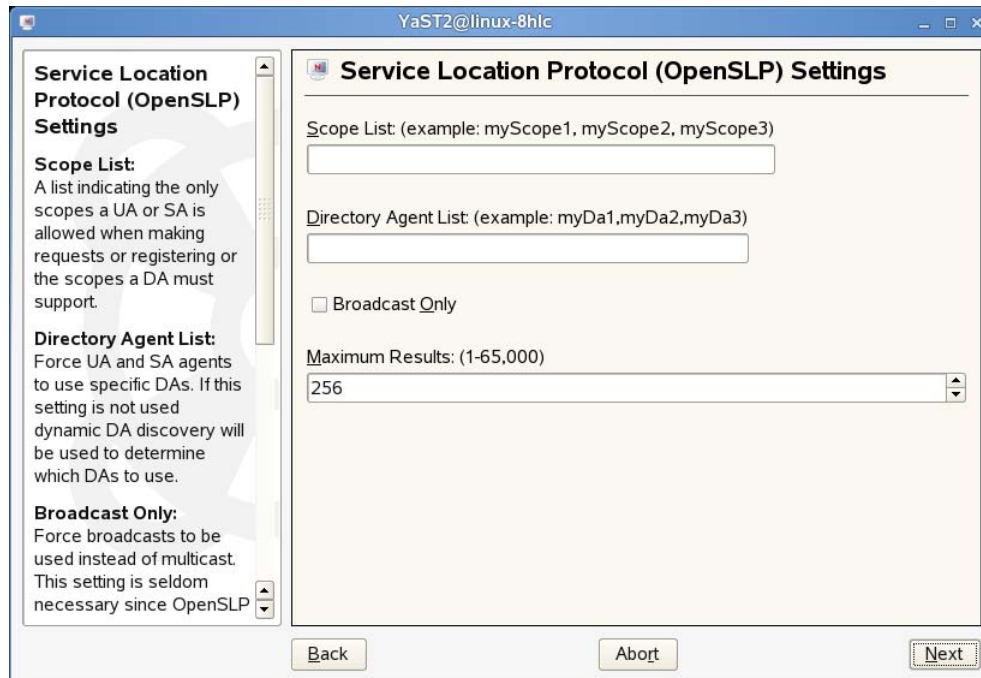 YaST2@linux-8hlc
Service Location
Protocol (OpenSLP)
Settings
Scope List:
A list indicating the only
scopes a UA or SA is
allowed when making
requests or registering or
the scopes a DA must
support.
Directory Agent List:
Force UA and SA agents
to use specific DAs. If this
setting is not used
dynamic DA discovery will
be used to determine
which DAs to use.
Broadcast Only:
Force broadcasts to be
used instead of multicast.
This setting is seldom
necessary since OpenSLP
Service Location Protocol (OpenSLP) Settings
Scope List: (example: myScope1, myScope2, myScope3)
Directory Agent List: (example: myDa1,myDa2,myDa3)
Broadcast Only
Maximum Results: (1-65,000)
256
Back
Abort
Next